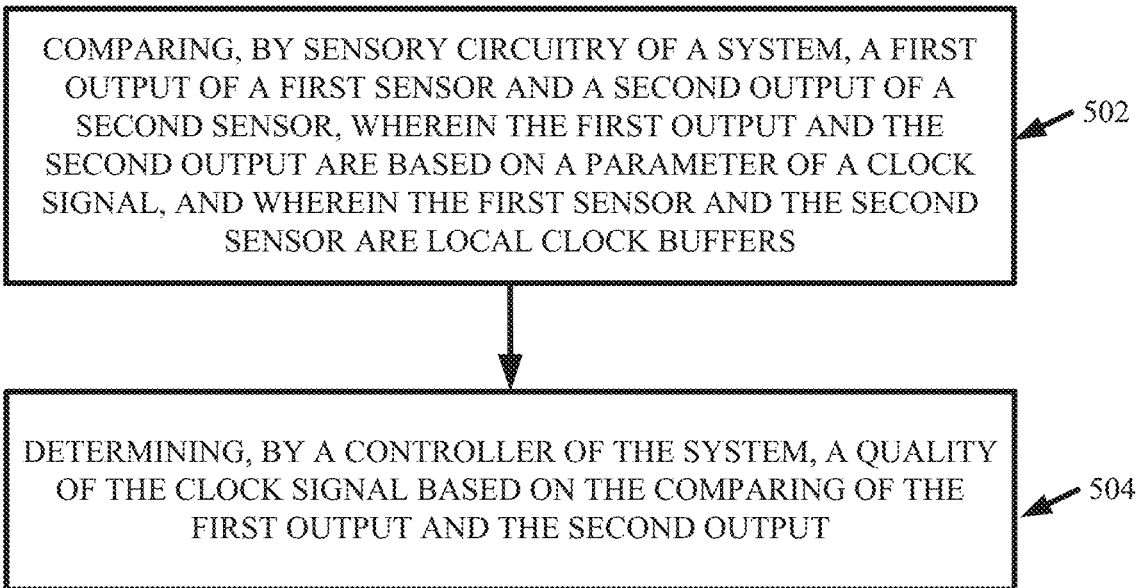 COMPARING, BY SENSORY CIRCUITRY OF A SYSTEM, A FIRST
OUTPUT OF A FIRST SENSOR AND A SECOND OUTPUT OF A
SECOND SENSOR, WHEREIN THE FIRST OUTPUT AND THE
SECOND OUTPUT ARE BASED ON A PARAMETER OF A CLOCK
SIGNAL, AND WHEREIN THE FIRST SENSOR AND THE SECOND
SENSOR ARE LOCAL CLOCK BUFFERS
502
DETERMINING, BY A CONTROLLER OF THE SYSTEM, A QUALITY
OF THE CLOCK SIGNAL BASED ON THE COMPARING OF THE
FIRST OUTPUT AND THE SECOND OUTPUT
504